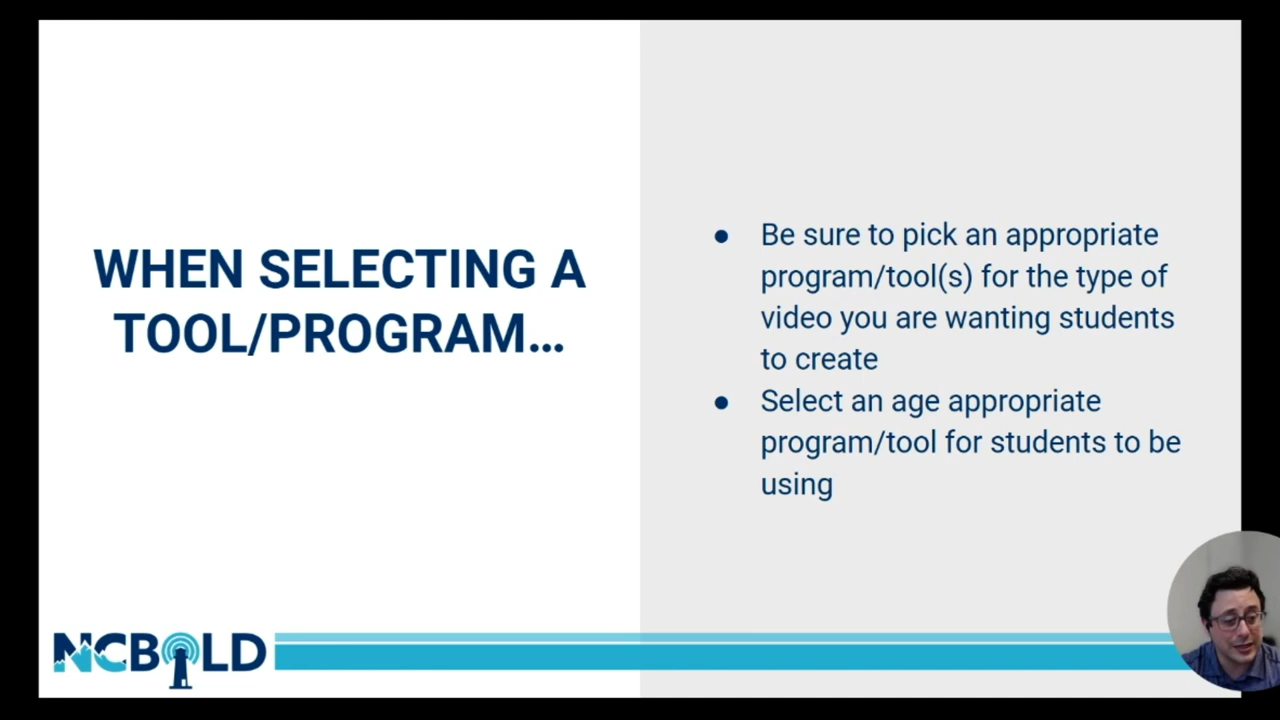 WHEN SELECTING A
TOOL/PROGRAM...
● Be sure to pick an appropriate
program/tool(s) for the type of
video you are wanting students
to create
● Select an age appropriate
program/tool for students to be
using
NCBOLD